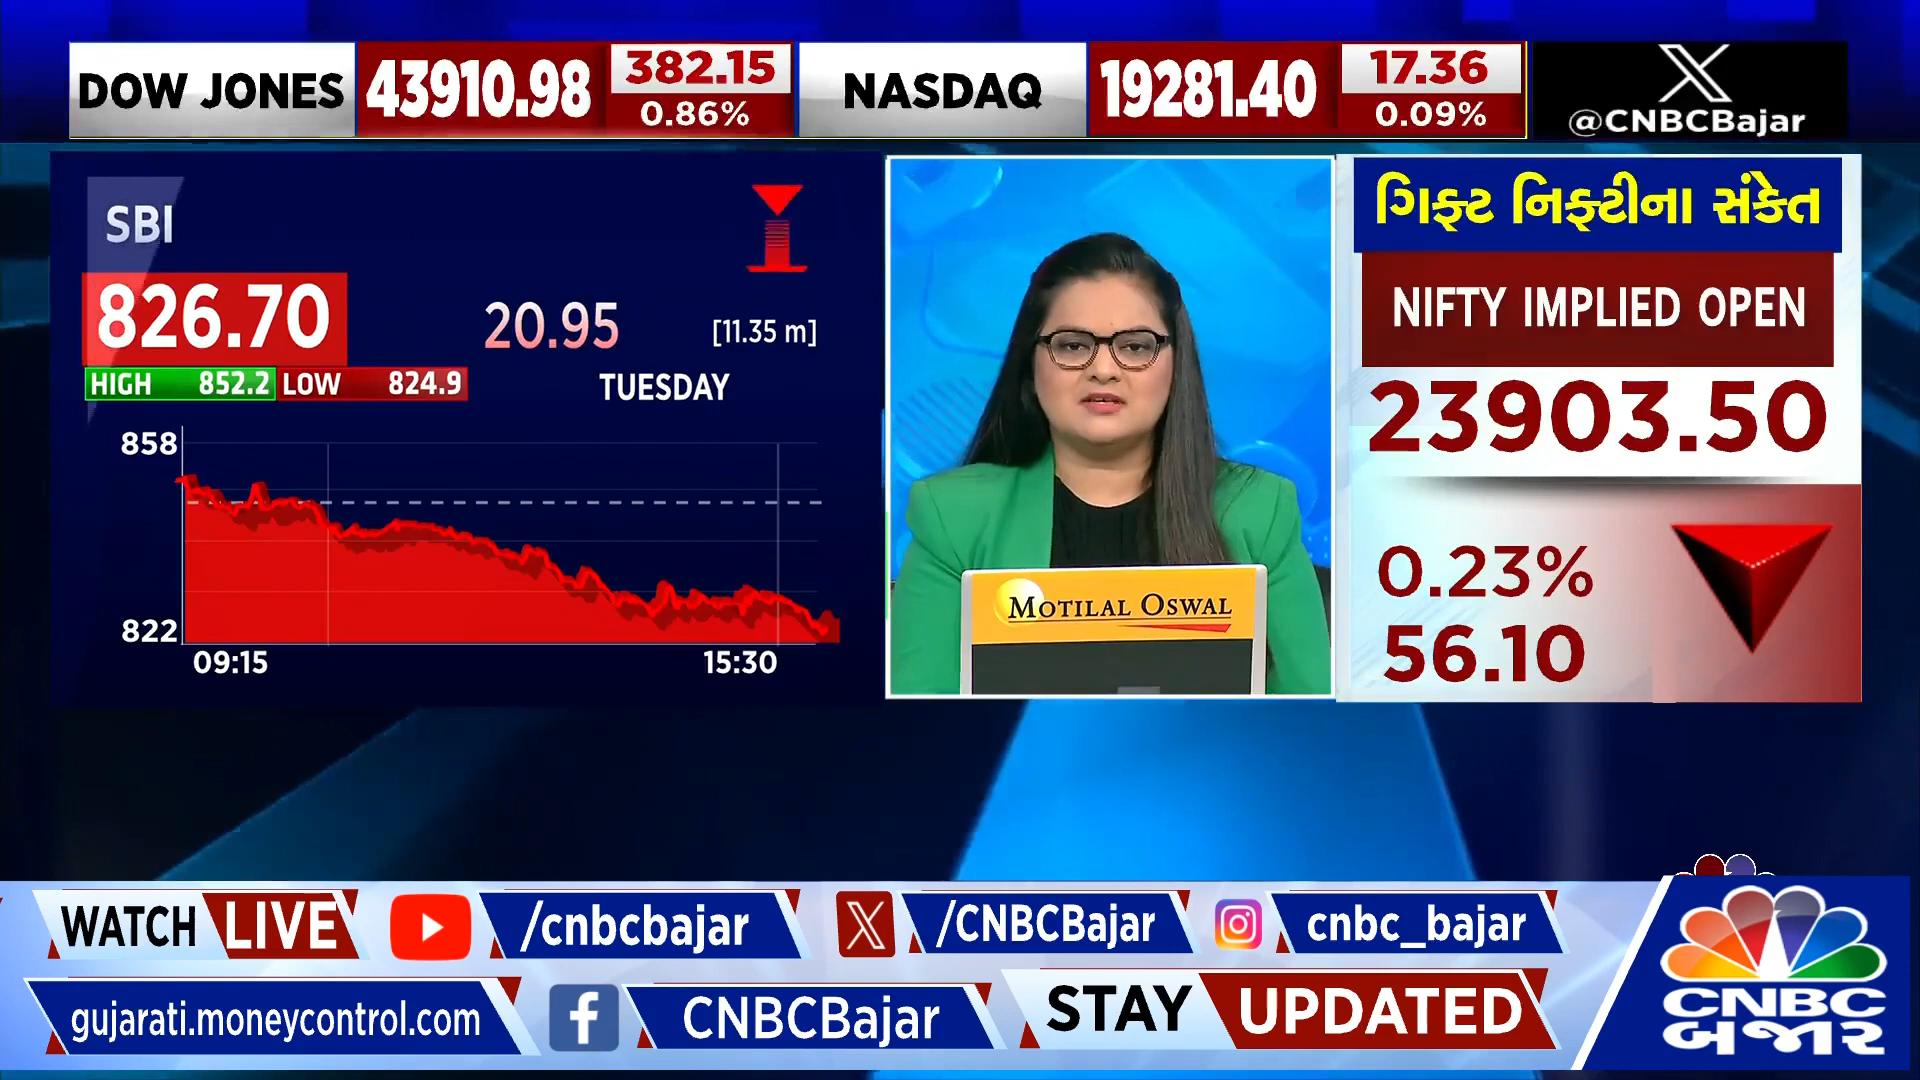 DOW JONES 43910.98 382.15 0.86%
NASDAQ 19281.40 17.36 0.09%
@CNBCBajar
SBI
826.70 20.95 [11.35 m]
HIGH 852.2 LOW 824.9 TUESDAY
858
822
09:15 15:30
MOTILAL OSWAL
ગિફ્ટ નિફ્ટીના સંકેત
NIFTY IMPLIED OPEN
23903.50
0.23%
56.10
WATCH LIVE /cnbcbajar /CNBCBajar cnbc_bajar
gujarati.moneycontrol.com CNBCBajar STAY UPDATED
CNBC
બજાર